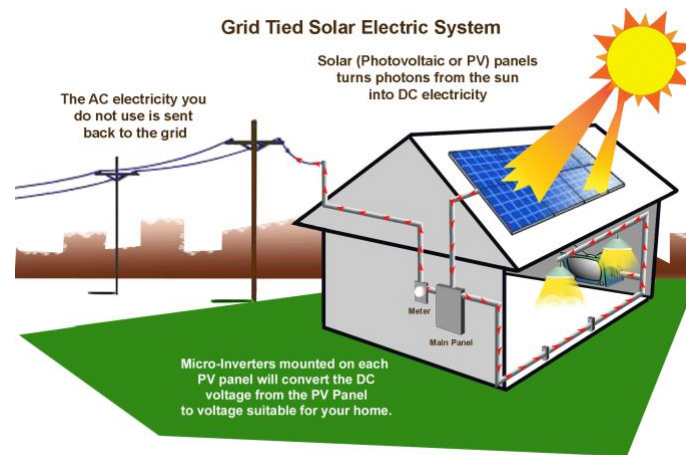 Grid Tied Solar Electric System
Solar (Photovoltaic or PV) panels
turns photons from the sun
into DC electricity
The AC electricity you
do not use is sent
back to the grid
Meter
Main Panel
Micro-Inverters mounted on each
PV panel will convert the DC
voltage from the PV Panel
to voltage suitable for your home.